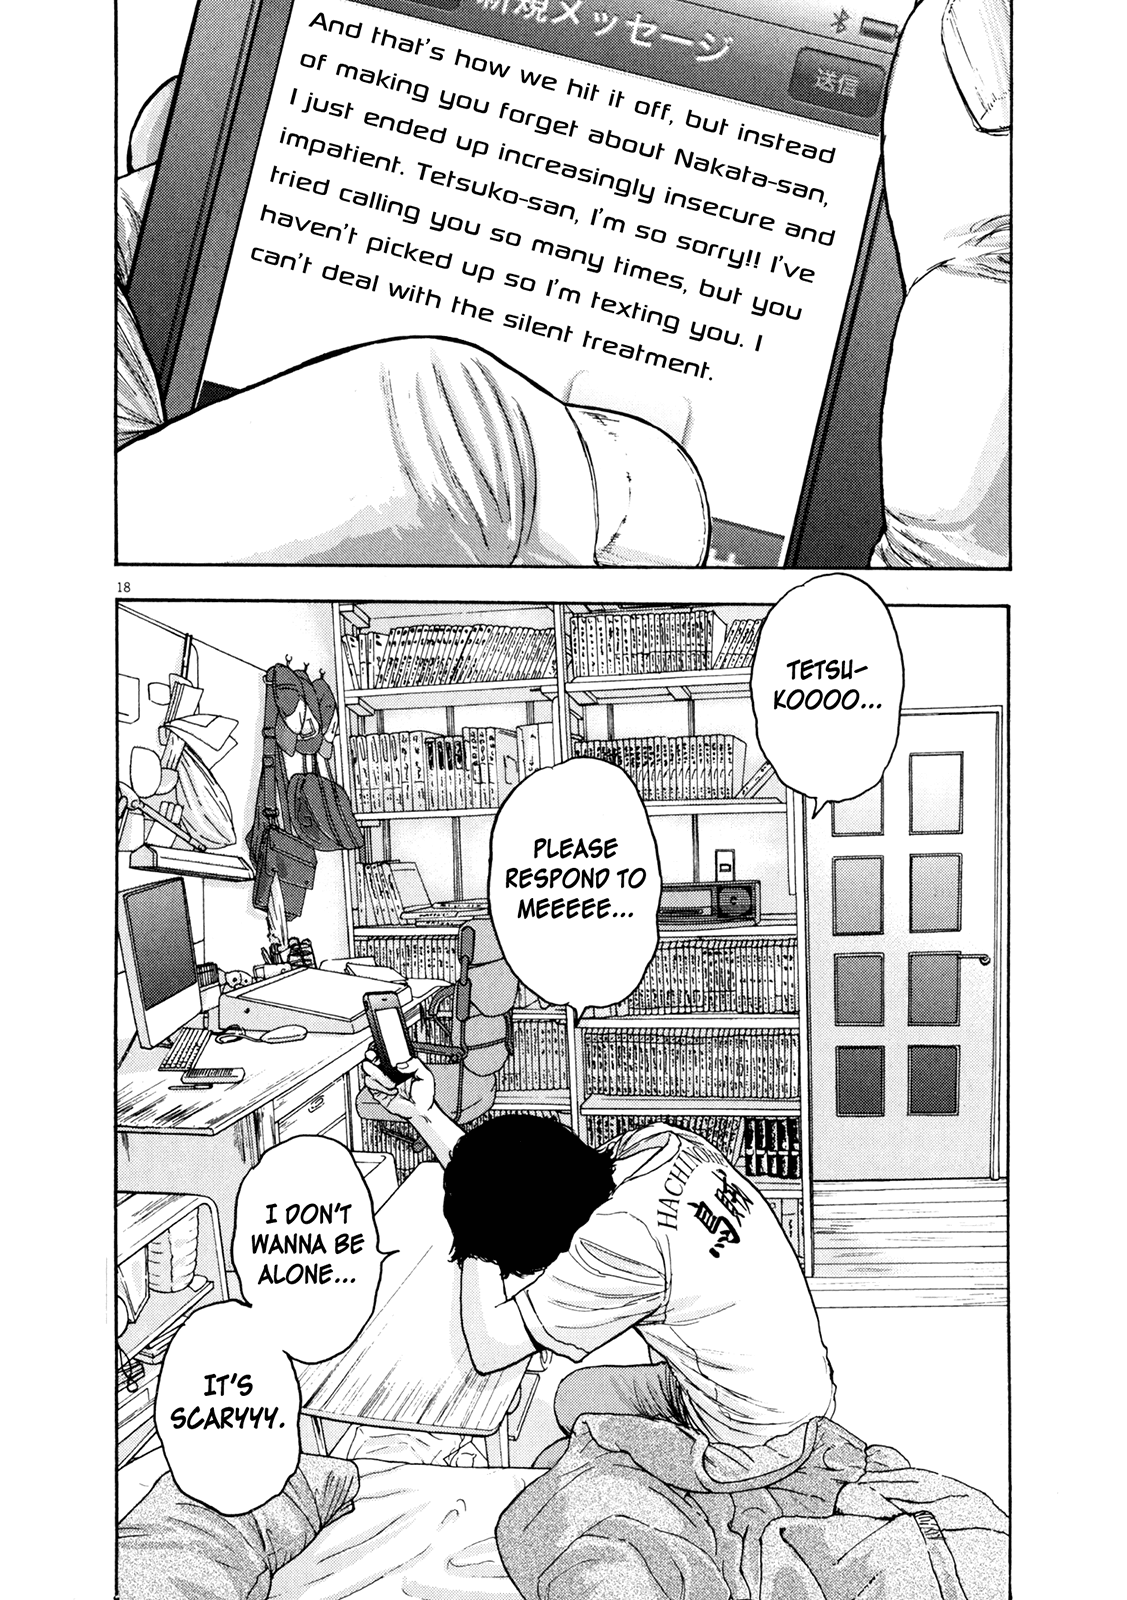 新規メッセージ
送信
And that's how we hit it off, but instead
of making you forget about Nakata-san,
I just ended up increasingly insecure and
impatient. Tetsuko-san, I'm so sorry!! I've
tried calling you so many times, but you
haven't picked up so I'm texting you. I
can't deal with the silent treatment.
18
TETSU-
KOOOO...
PLEASE
RESPOND TO
MEEEEE...
I DON'T
WANNA BE
ALONE...
IT'S
SCARYYY.